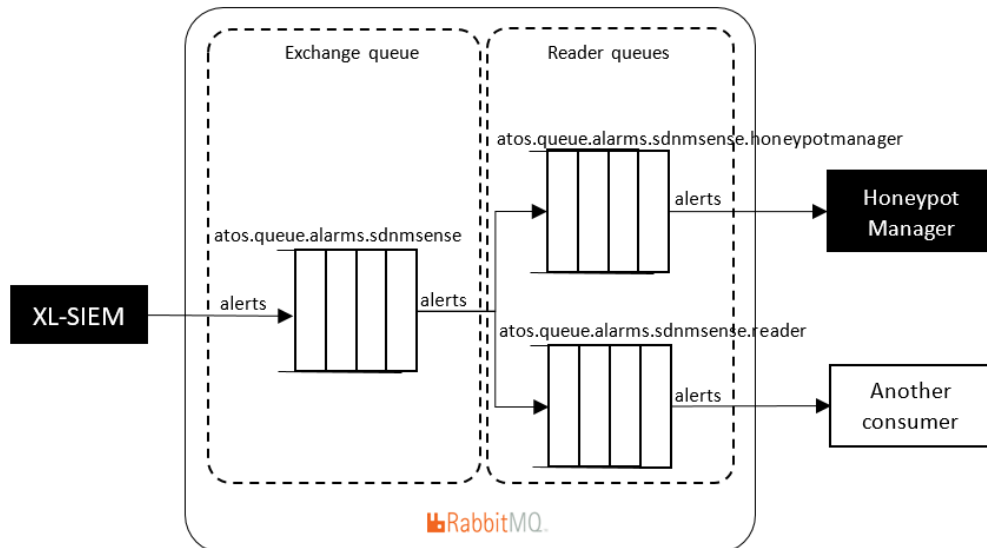 Exchange queue
Reader queues
atos.queue.alarms.sdnmsense.honeypotmanager
alerts
Honeypot
Manager
atos.queue.alarms.sdnmsense
XL-SIEM
alerts
alerts
atos.queue.alarms.sdnmsense.reader
alerts
Another
consumer
RabbitMQ